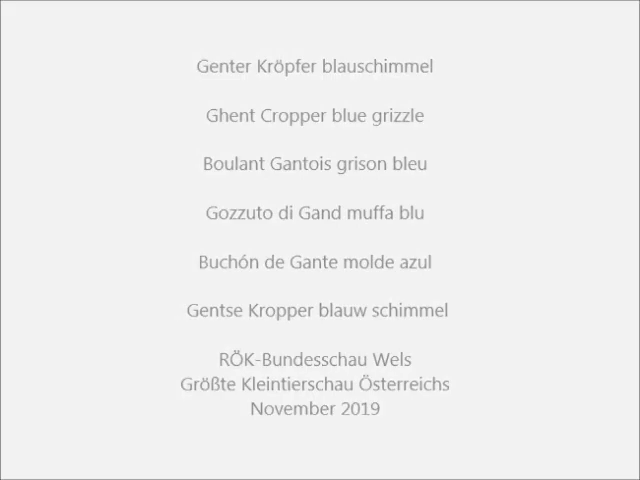 Genter Kröpfer blauschimmel
Ghent Cropper blue grizzle
Boulant Gantois grison bleu
Gozzuto di Gand muffa blu
Buchón de Gante molde azul
Gentse Kropper blauw schimmel
RÖK-Bundesschau Wels
Größte Kleintierschau Österreichs
November 2019